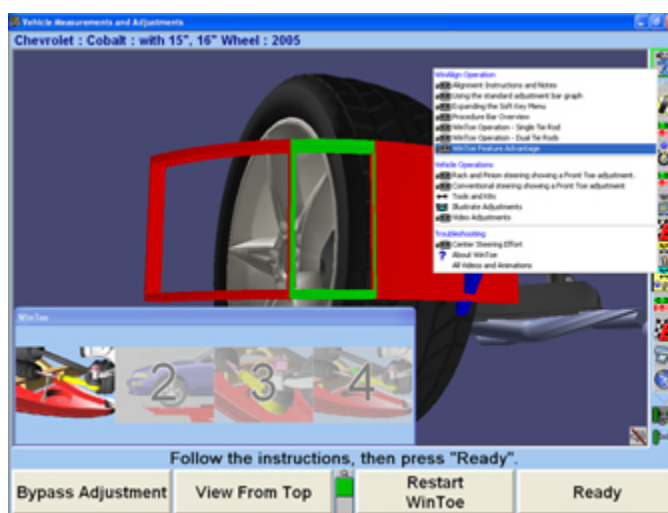 Vehicle Measurements and Adjustments
Chevrolet : Cobalt : with 15", 16" Wheel : 2005
WinAlign Operation
Alignment Instructions and Notes
Using the standard adjustment bar graph
Expanding the Soft Key Menu
Procedure Bar Overview
WinToe Operation - Single Tie Rod
WinToe Operation - Dual Tie Rods
WinToe Feature Advantage
Vehicle Operations
Rack and Pinion steering showing a Front Toe adjustment.
Conventional steering showing a Front Toe adjustment
Tools and Kits
Illustrate Adjustments
Video Adjustments
Troubleshooting
Center Steering Effort
? About WinToe
All Videos and Animations
WinToe
2 3 4
Follow the instructions, then press "Ready".
Bypass Adjustment
View From Top
Restart
WinToe
Ready